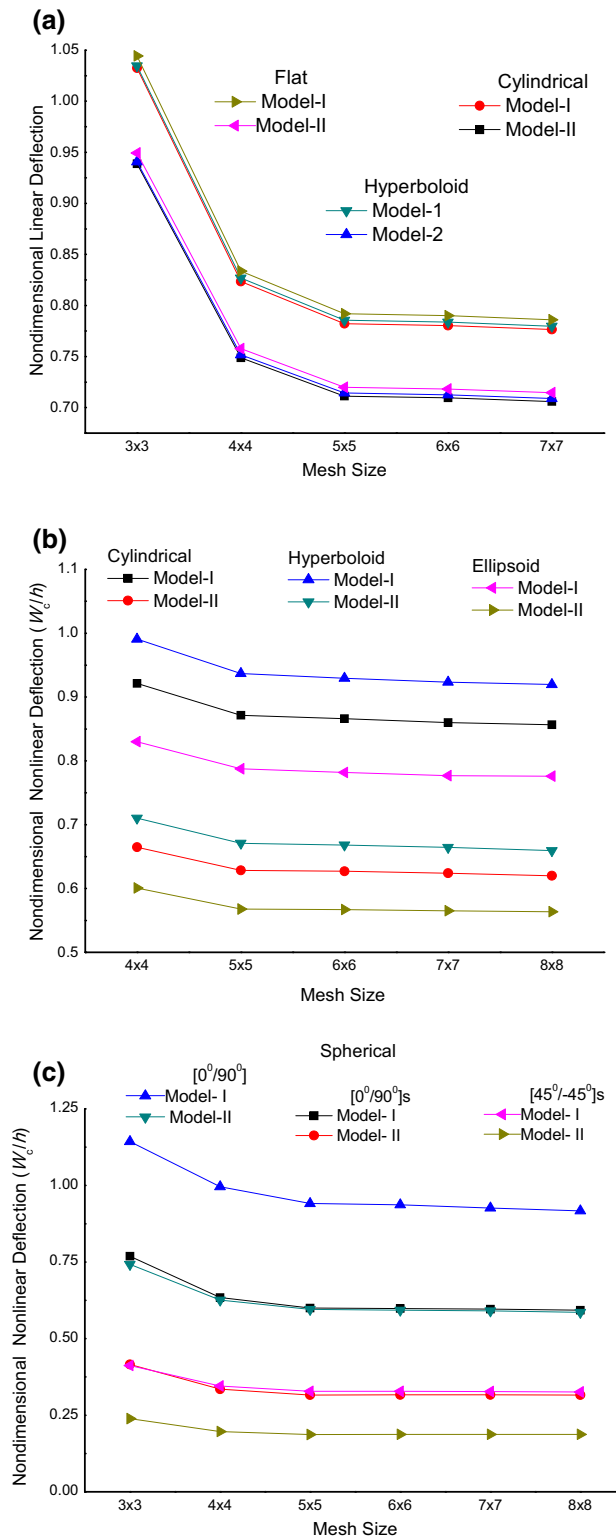 (a)
1.05
1.00
0.95
0.90
0.85
0.80
0.75
0.70
Nondimensional Linear Deflection
Flat
Model-I
Model-II
Cylindrical
Model-I
Model-II
Hyperboloid
Model-1
Model-2
3x3 4x4 5x5 6x6 7x7
Mesh Size
(b)
Cylindrical
Model-I
Model-II
Hyperboloid
Model-I
Model-II
Ellipsoid
Model-I
Model-II
1.1
1.0
0.9
0.8
0.7
0.6
0.5
Nondimensional Nonlinear Deflection (Wc/h)
4x4 5x5 6x6 7x7 8x8
Mesh Size
(c)
Spherical
[0⁰/90⁰]
Model- I
Model-II
[0⁰/90⁰]s
Model- I
Model- II
[45⁰/-45⁰]s
Model- I
Model- II
1.25
1.00
0.75
0.50
0.25
0.00
Nondimensional Nonlinear Deflection (Wc/h)
3x3 4x4 5x5 6x6 7x7 8x8
Mesh Size